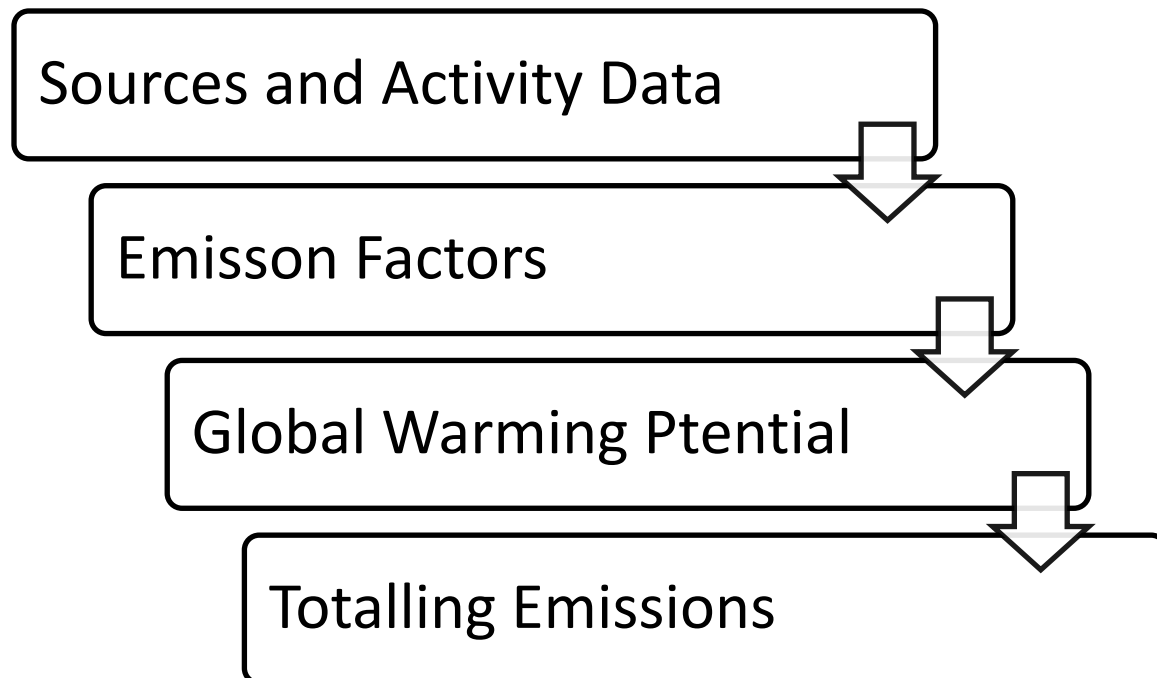 Sources and Activity Data
Emisson Factors
Global Warming Ptential
Totalling Emissions